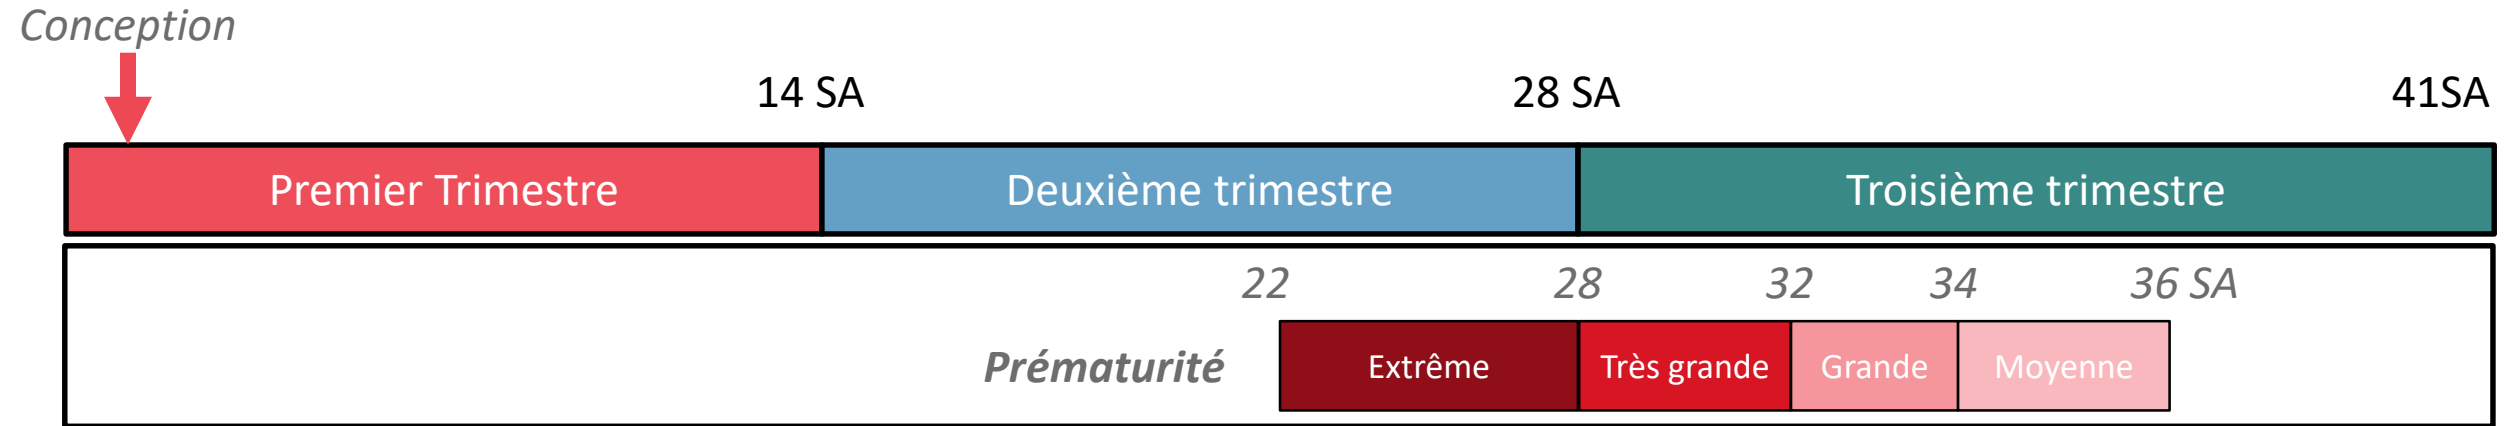 Conception
14 SA
28 SA
41SA
Premier Trimestre
Deuxième trimestre
Troisième trimestre
22
28
32
34
36 SA
Prématurité
Extrême
Très grande
Grande
Moyenne